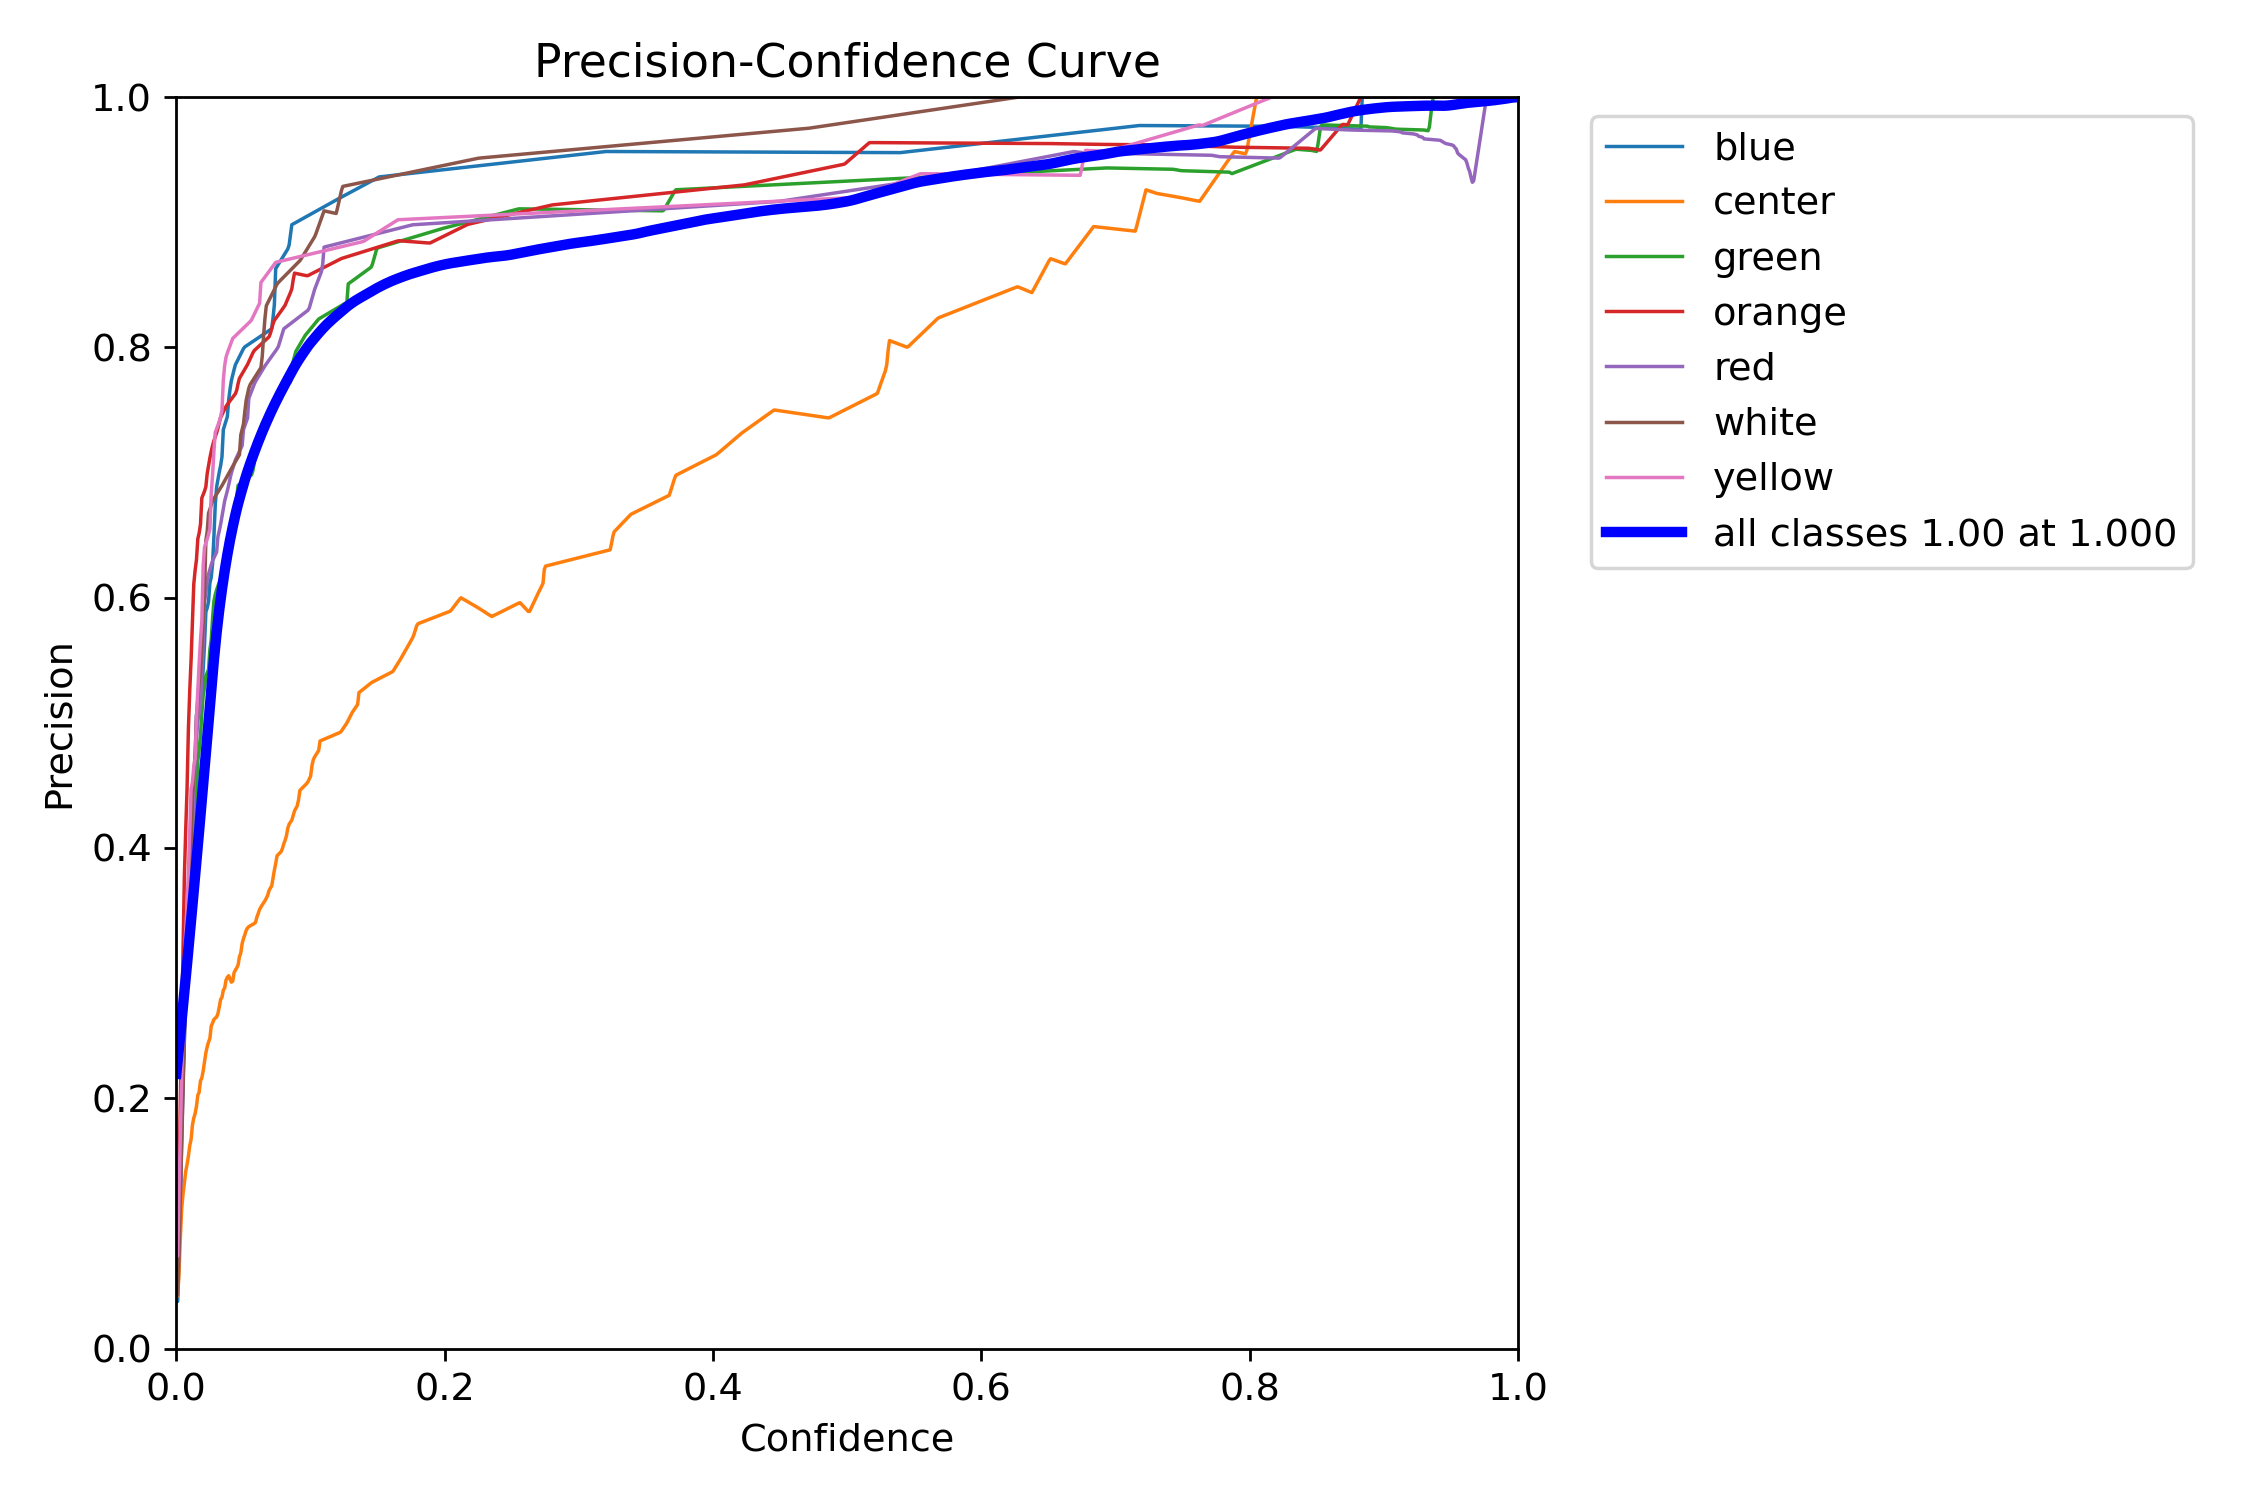 Precision-Confidence Curve
1.0
0.8
0.6
0.4
0.2
0.0
Precision
0.0 0.2 0.4 0.6 0.8 1.0
Confidence
blue
center
green
orange
red
white
yellow
all classes 1.00 at 1.000